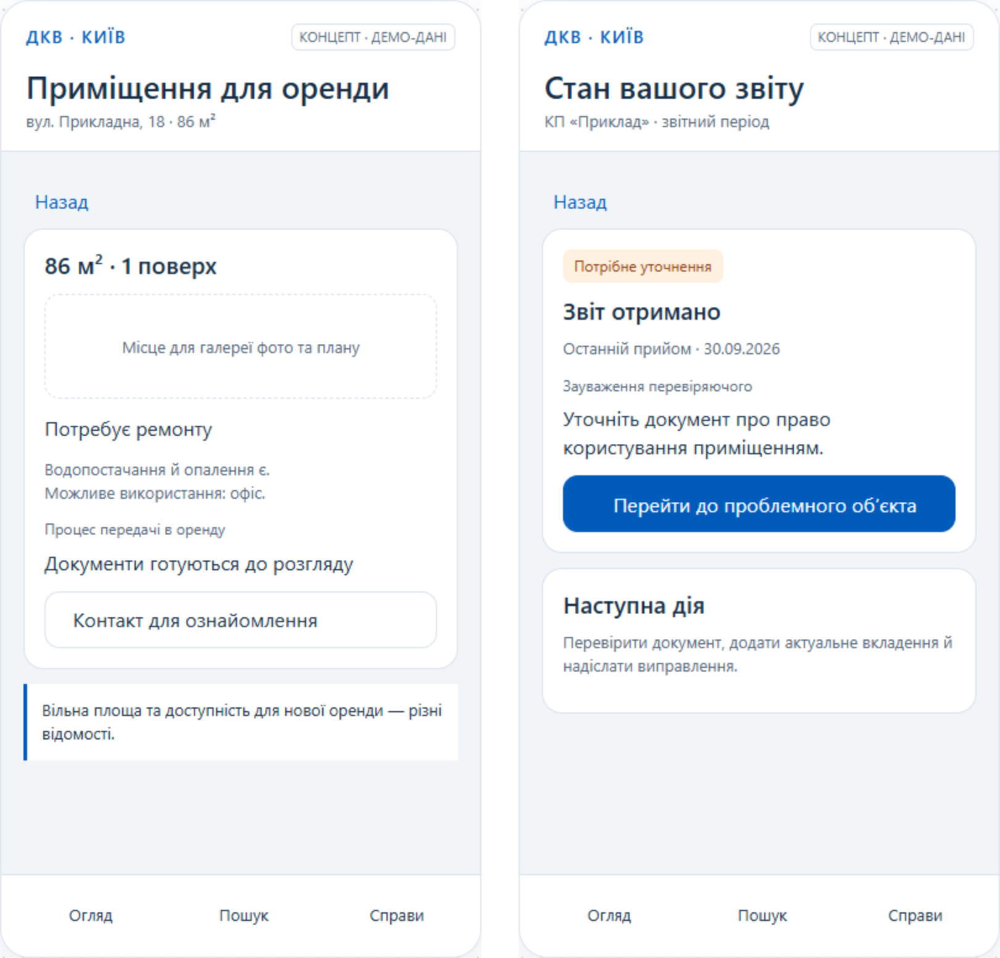 ДКВ · КИЇВ
КОНЦЕПТ · ДЕМО-ДАНІ
Приміщення для оренди
вул. Прикладна, 18 · 86 м²
Назад
86 м² · 1 поверх
Місце для галереї фото та плану
Потребує ремонту
Водопостачання й опалення є.
Можливе використання: офіс.
Процес передачі в оренду
Документи готуються до розгляду
Контакт для ознайомлення
Вільна площа та доступність для нової оренди — різні
відомості.
Огляд
Пошук
Справи
ДКВ · КИЇВ
КОНЦЕПТ · ДЕМО-ДАНІ
Стан вашого звіту
КП «Приклад» · звітний період
Назад
Потрібне уточнення
Звіт отримано
Останній прийом · 30.09.2026
Зауваження перевіряючого
Уточніть документ про право
користування приміщенням.
Перейти до проблемного обʼєкта
Наступна дія
Перевірити документ, додати актуальне вкладення й
надіслати виправлення.
Огляд
Пошук
Справи